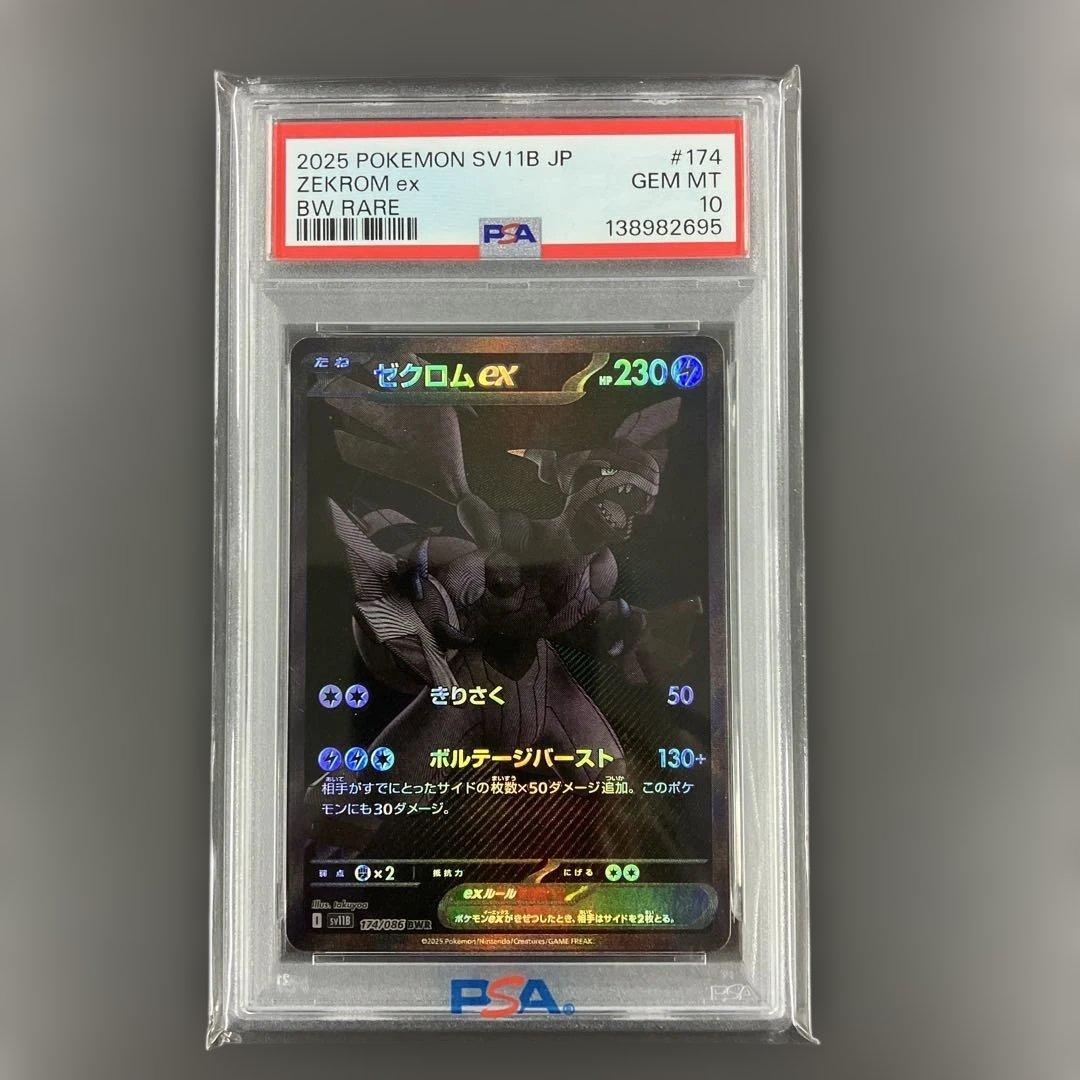 2025 POKEMON SV11B JP #174
ZEKROM ex GEM MT
BW RARE 10
PSA 138982695
たね ゼクロムex HP 230
きりさく 50
ボルテージバースト 130+
相手がすでにとったサイドの枚数×50ダメージ追加。このポケ
モンにも30ダメージ。
弱点 ×2 抵抗力 にげる
exルール
ポケモンexがきぜつしたとき、相手はサイドを2枚とる。
Illus. takuyoa
I sv11B 174/086 BWR
©2025 Pokémon/Nintendo/Creatures/GAME FREAK.
PSA®
PSA